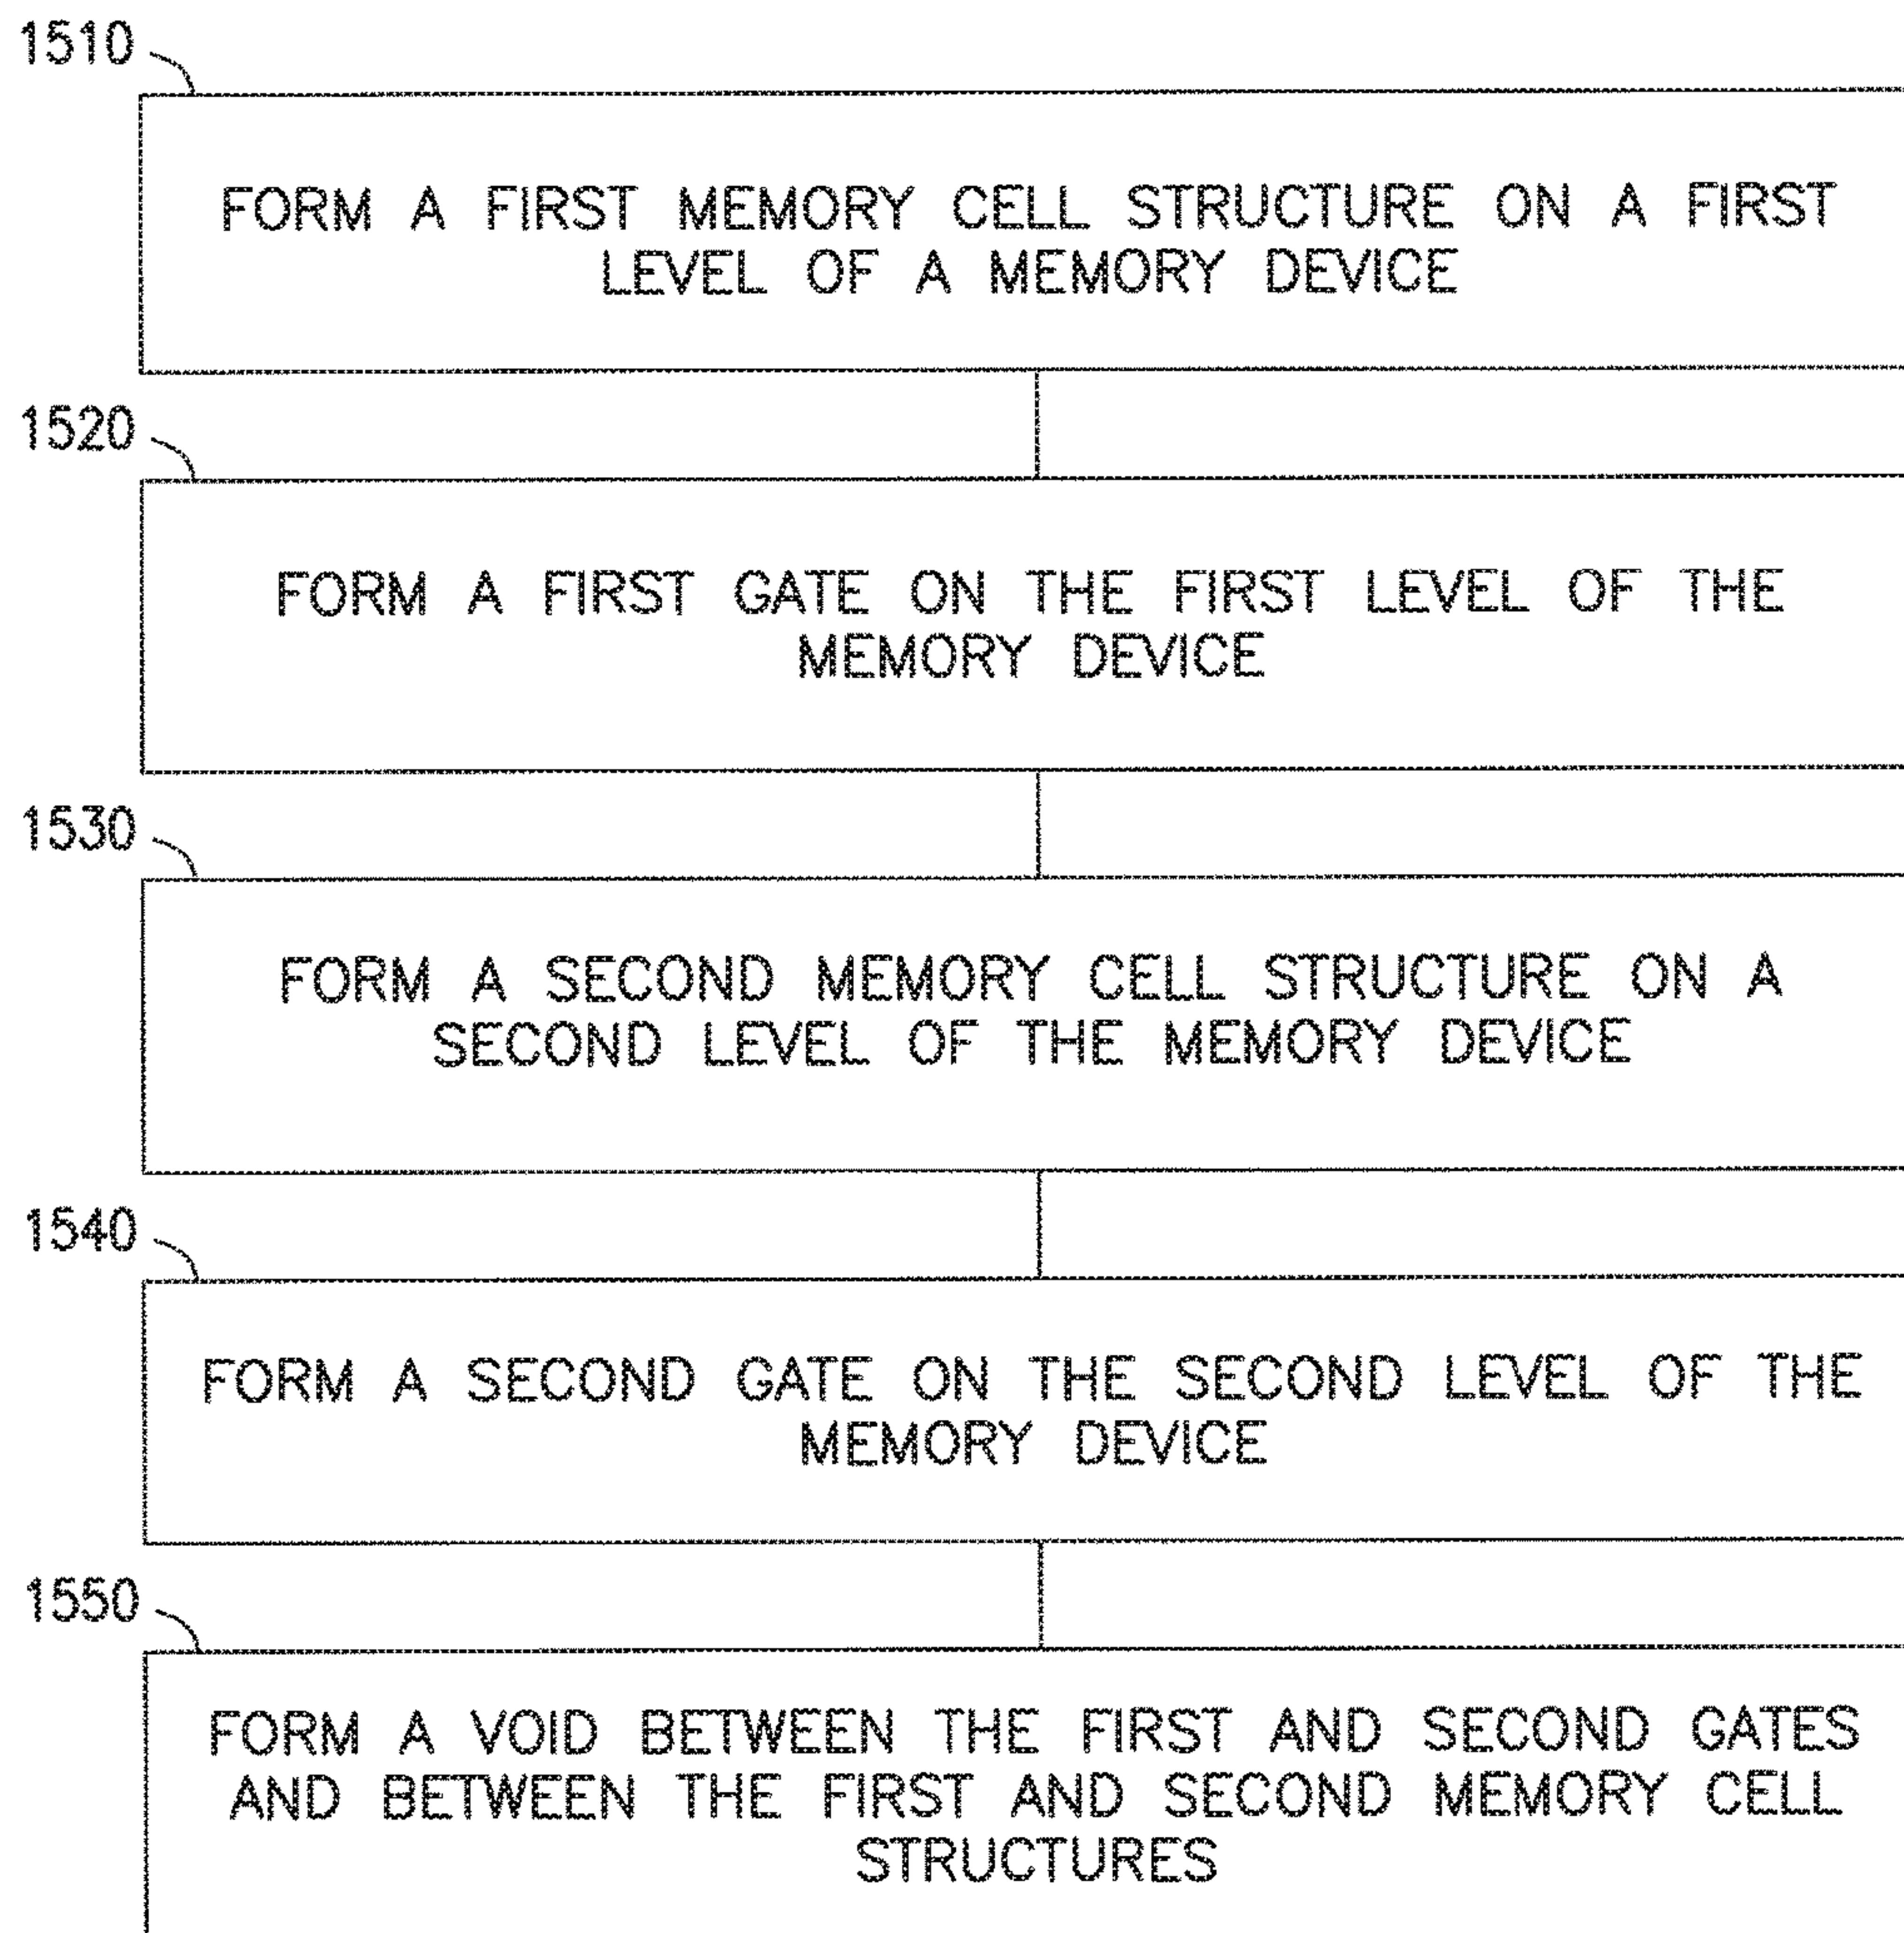 1510
FORM A FIRST MEMORY CELL STRUCTURE ON A FIRST
LEVEL OF A MEMORY DEVICE
1520
FORM A FIRST GATE ON THE FIRST LEVEL OF THE
MEMORY DEVICE
1530
FORM A SECOND MEMORY CELL STRUCTURE ON A
SECOND LEVEL OF THE MEMORY DEVICE
1540
FORM A SECOND GATE ON THE SECOND LEVEL OF THE
MEMORY DEVICE
1550
FORM A VOID BETWEEN THE FIRST AND SECOND GATES
AND BETWEEN THE FIRST AND SECOND MEMORY CELL
STRUCTURES